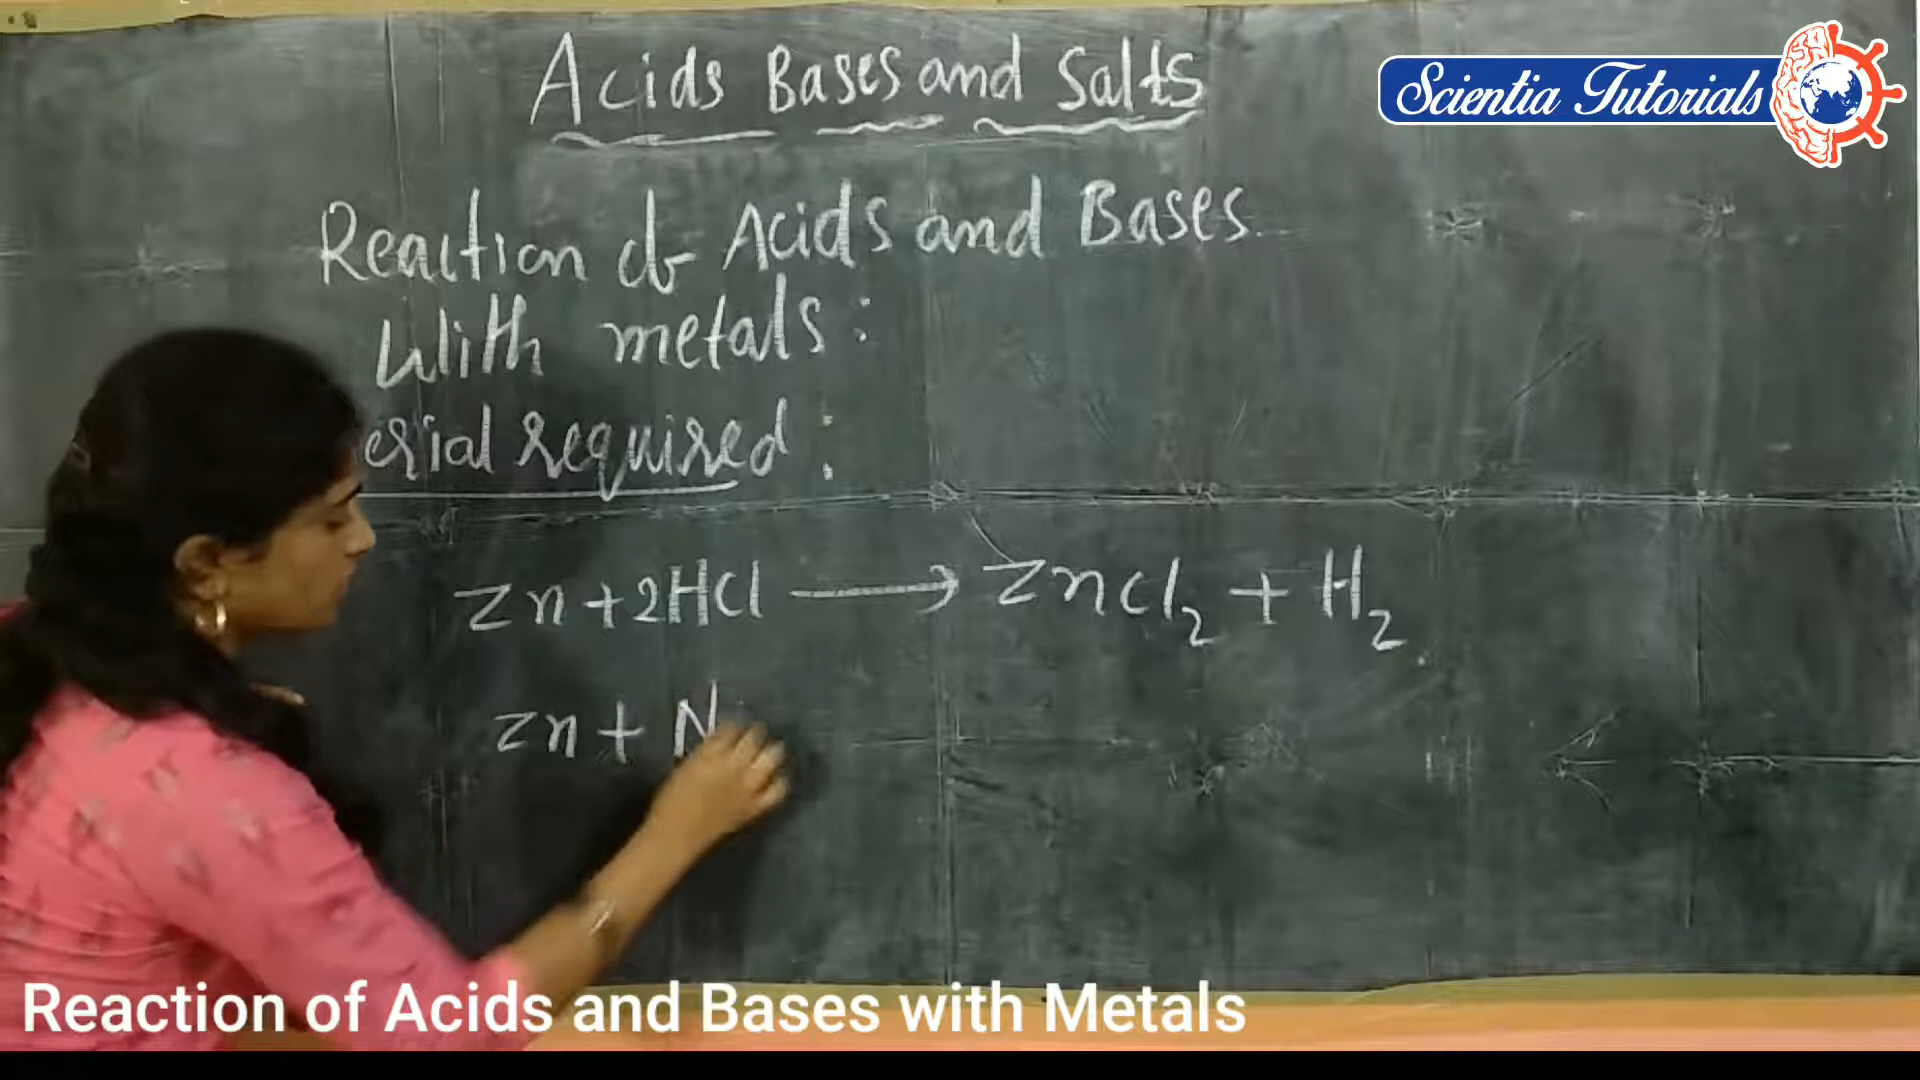 Acids Bases and Salts
Scientia Tutorials
Reaction of Acids and Bases
With metals:
erial required:
Zn + 2HCl → ZnCl₂ + H₂
Zn + N
Reaction of Acids and Bases with Metals